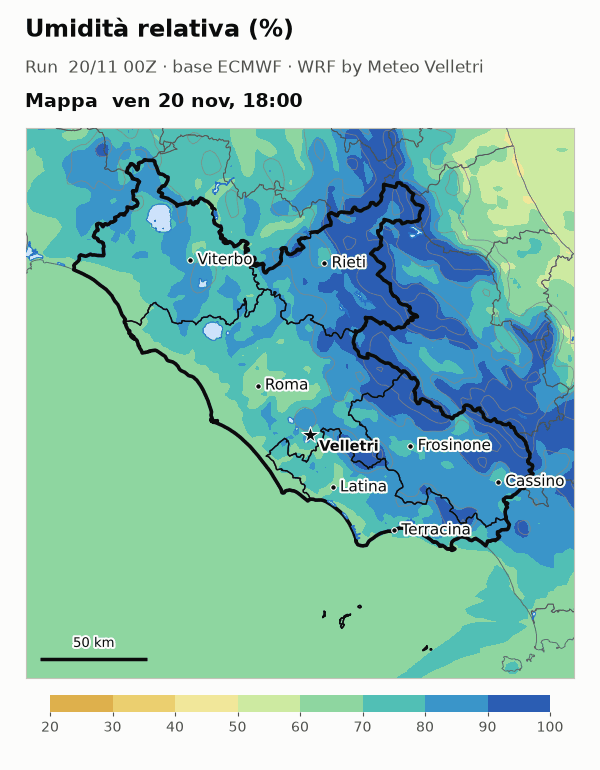 Umidità relativa (%)
Run  20/11 00Z · base ECMWF · WRF by Meteo Velletri
Mappa  ven 20 nov, 18:00
Viterbo
Rieti
Roma
Velletri
Frosinone
Latina
Cassino
Terracina
50 km
20 30 40 50 60 70 80 90 100